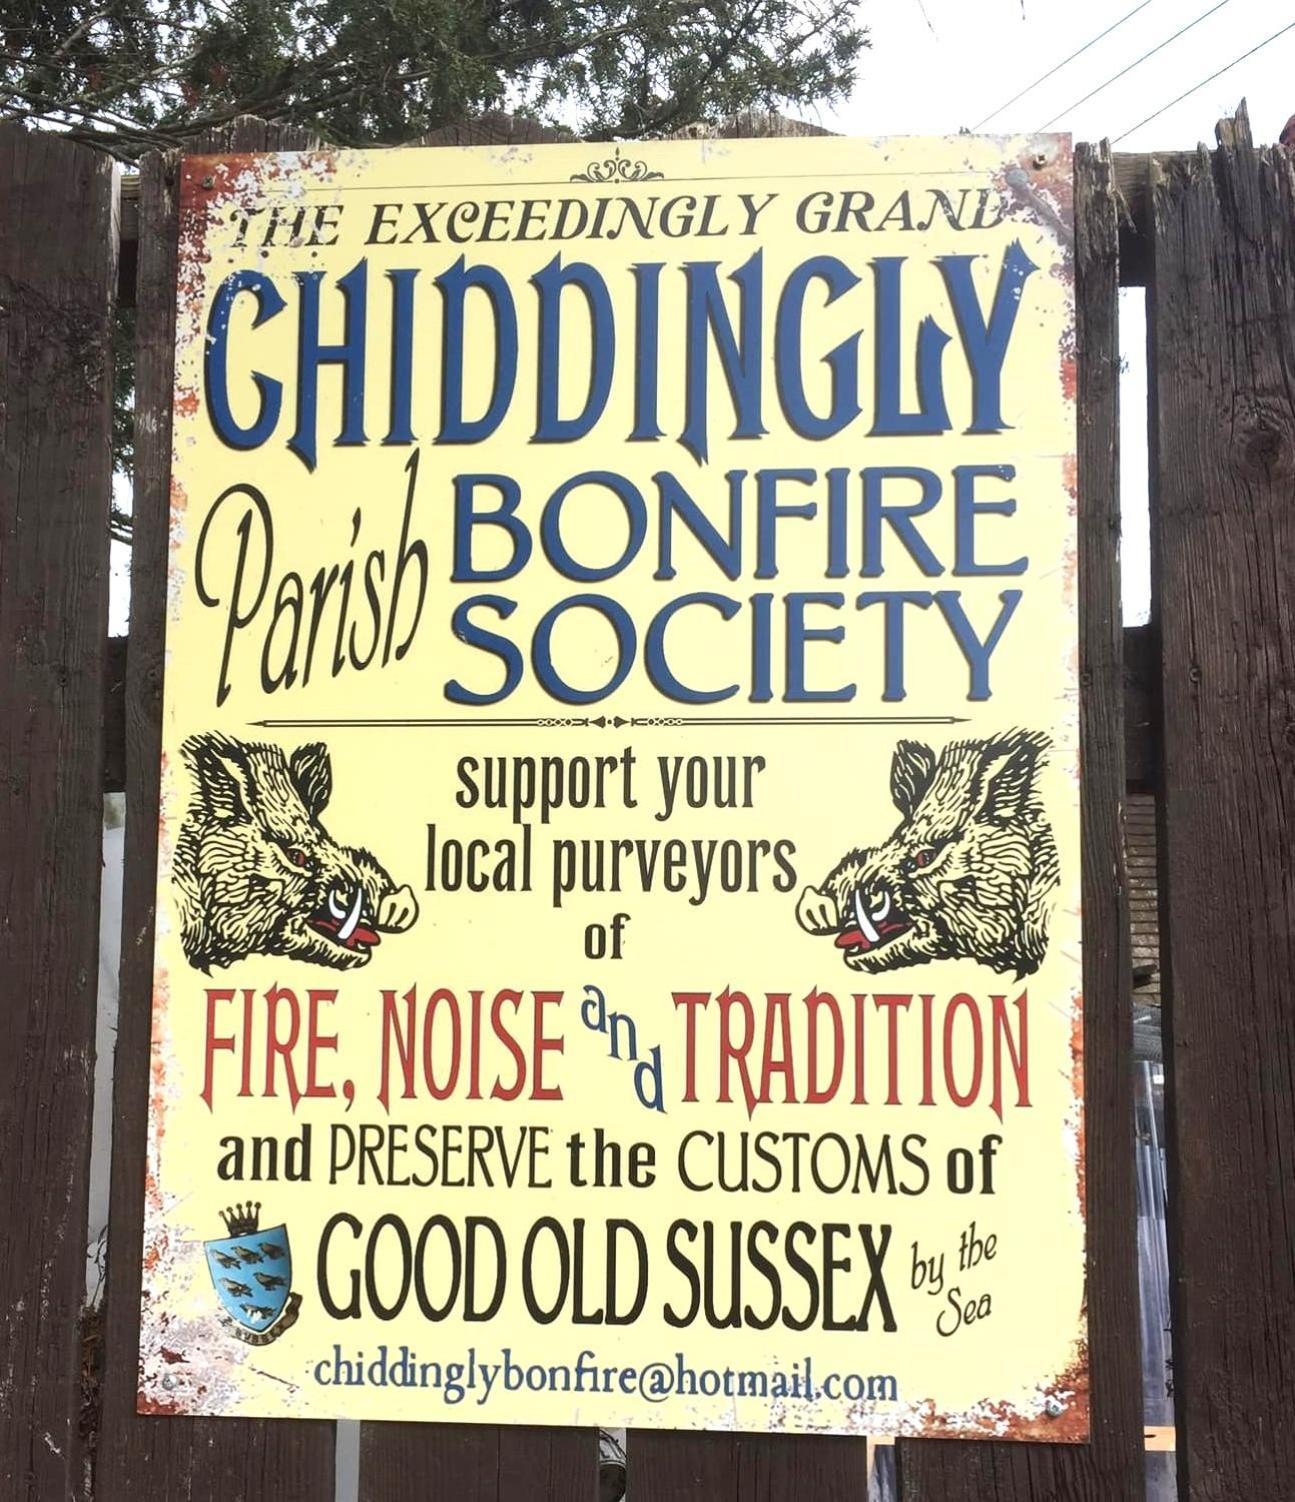 THE EXCEEDINGLY GRAND
CHIDDINGLY
Parish BONFIRE
SOCIETY
support your
local purveyors
of
FIRE, NOISE and TRADITION
and PRESERVE the CUSTOMS of
GOOD OLD SUSSEX by the
Sea
chiddinglybonfire@hotmail.com